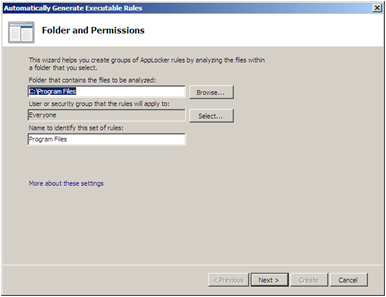 Automatically Generate Executable Rules
Folder and Permissions
This wizard helps you create groups of AppLocker rules by analyzing the files within
a folder that you select.
Folder that contains the files to be analyzed:
C:\Program Files
Browse...
User or security group that the rules will apply to:
Everyone
Select...
Name to identify this set of rules:
Program Files
More about these settings
< Previous
Next >
Create
Cancel